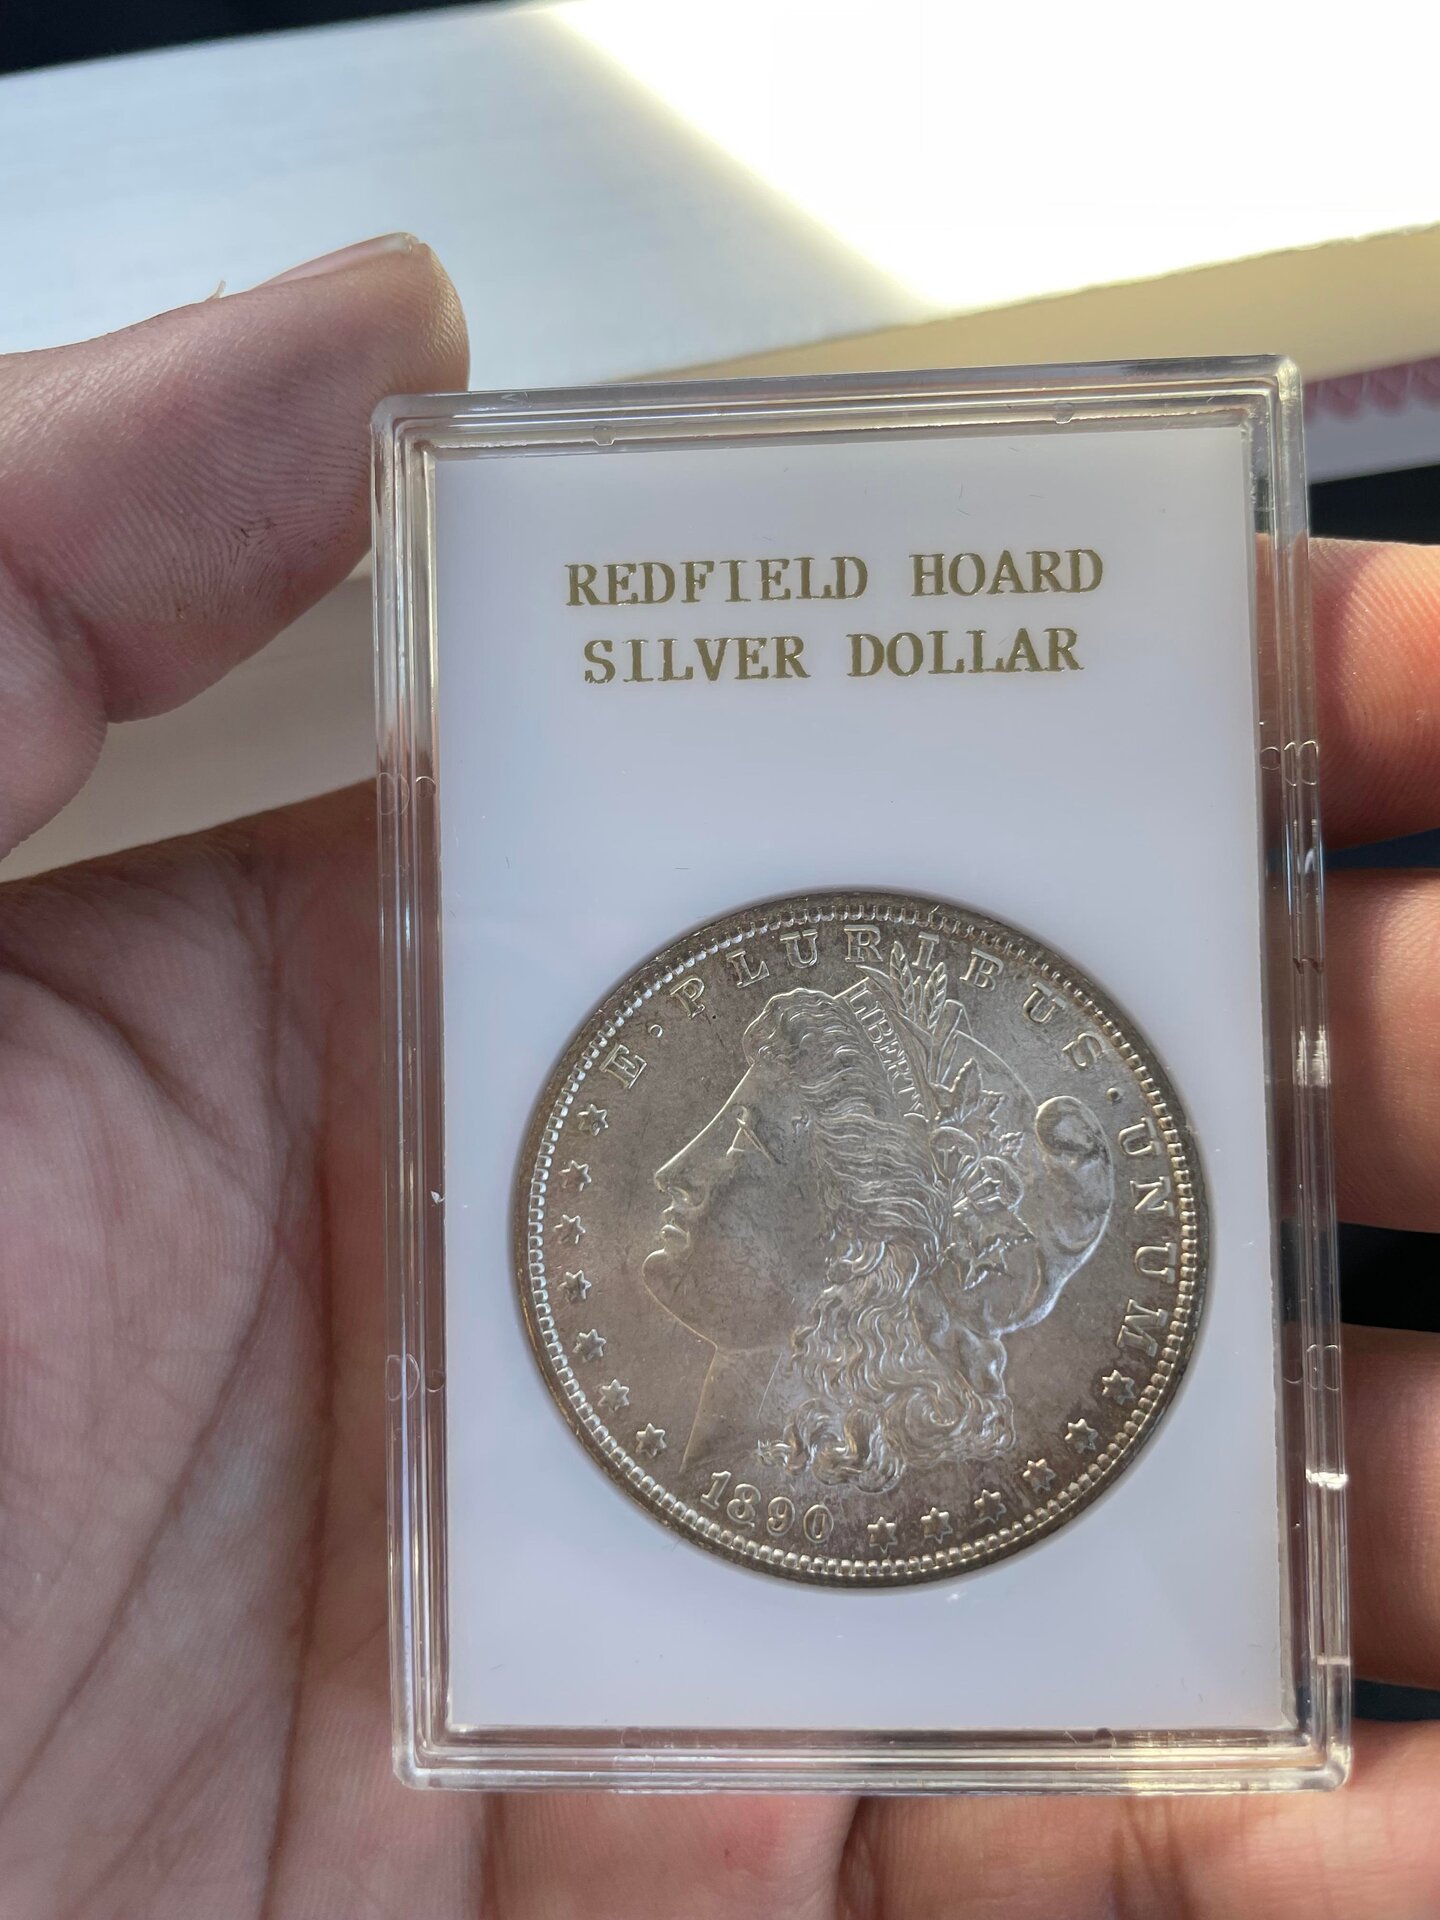 REDFIELD HOARD
SILVER DOLLAR
E·PLURIBUS·UNUM
LIBERTY
1890